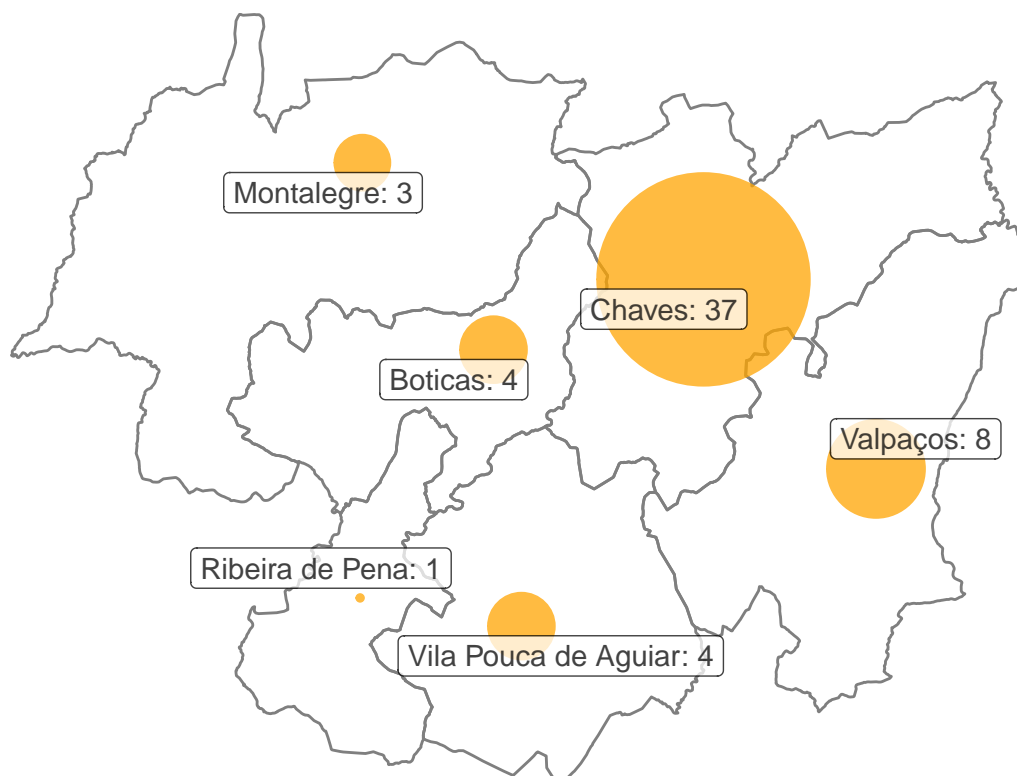 Montalegre: 3
Chaves: 37
Boticas: 4
Valpaços: 8
Ribeira de Pena: 1
Vila Pouca de Aguiar: 4